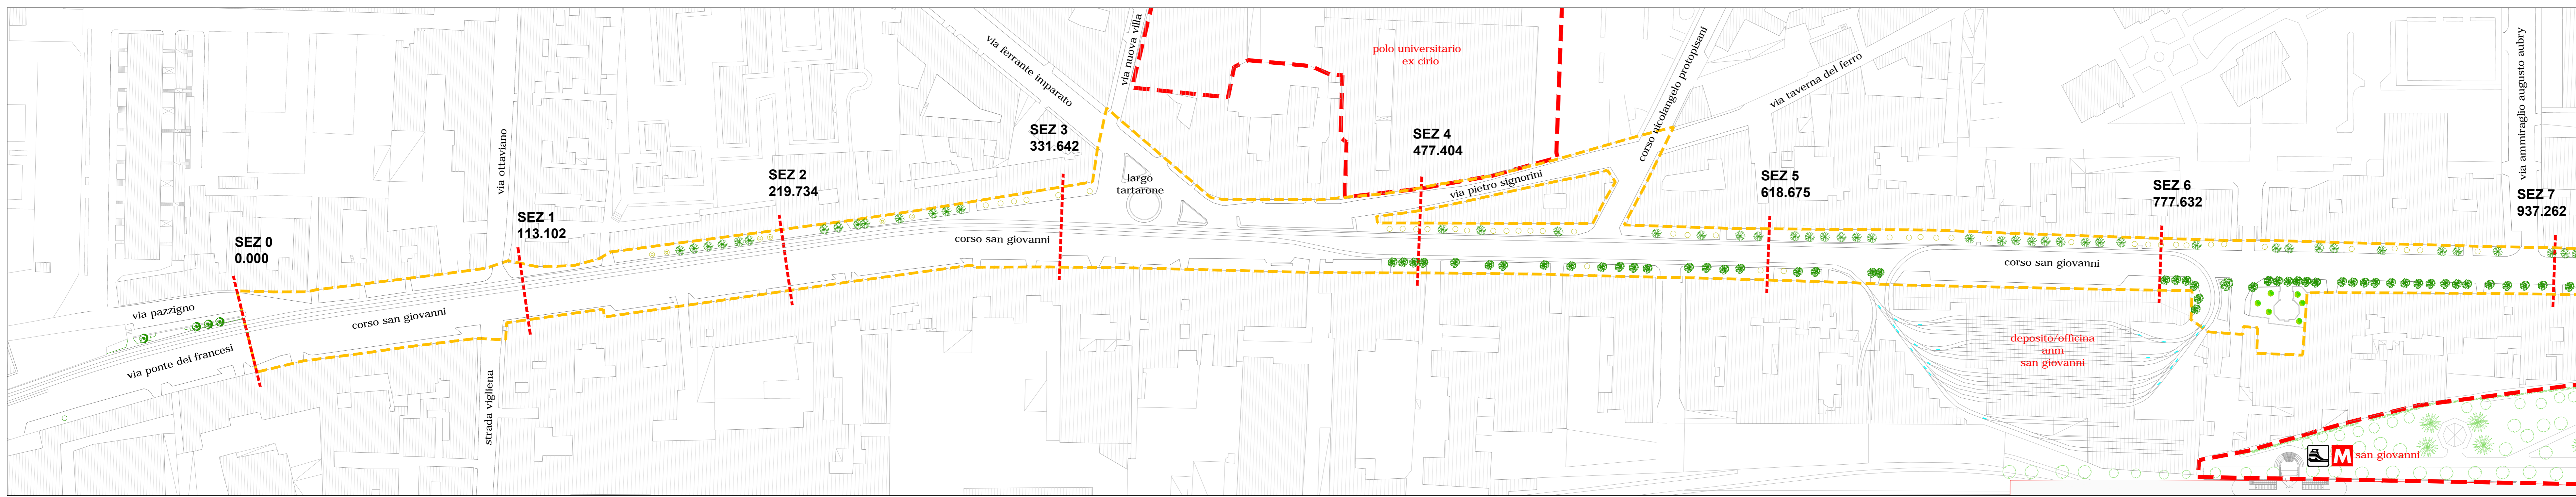 via pazzigno
via ponte dei francesi
SEZ 0
0.000
corso san giovanni
via ottaviano
strada vigliena
SEZ 1
113.102
SEZ 2
219.734
via ferrante imparato
via nuova villa
SEZ 3
331.642
corso san giovanni
largo
tartarone
polo universitario
ex cirio
SEZ 4
477.404
via pietro signorini
corso nicolangelo protopisani
via taverna del ferro
SEZ 5
618.675
corso san giovanni
deposito/officina
anm
san giovanni
SEZ 6
777.632
via ammiraglio augusto aubry
SEZ 7
937.262
M san giovanni